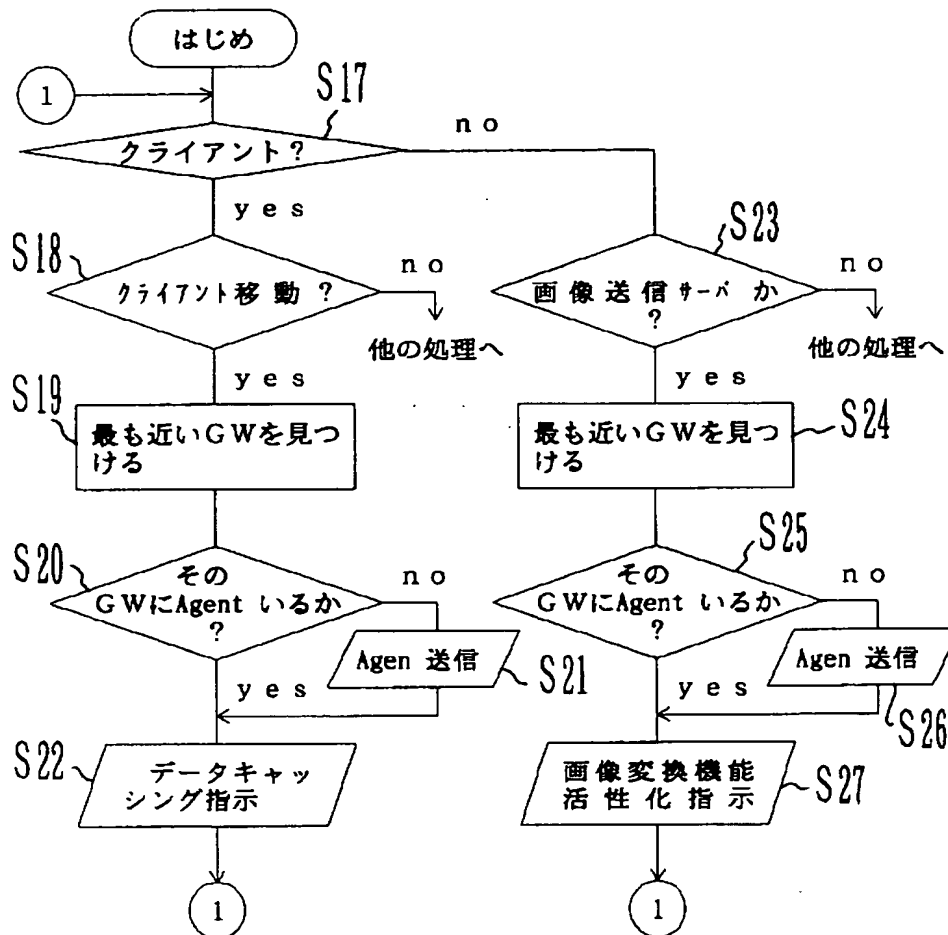 はじめ
1
S17
クライアント?
no
yes
S18
クライアント移動?
no
他の処理へ
yes
S19
最も近いGWを見つ
ける
S20
その
GWにAgent いるか
?
no
Agen 送信
S21
yes
S22
データキャッ
シング指示
1
S23
画像送信サーバか
?
no
他の処理へ
yes
S24
最も近いGWを見つ
ける
S25
その
GWにAgent いるか
?
no
Agen 送信
S26
yes
画像変換機能
活性化指示
S27
1